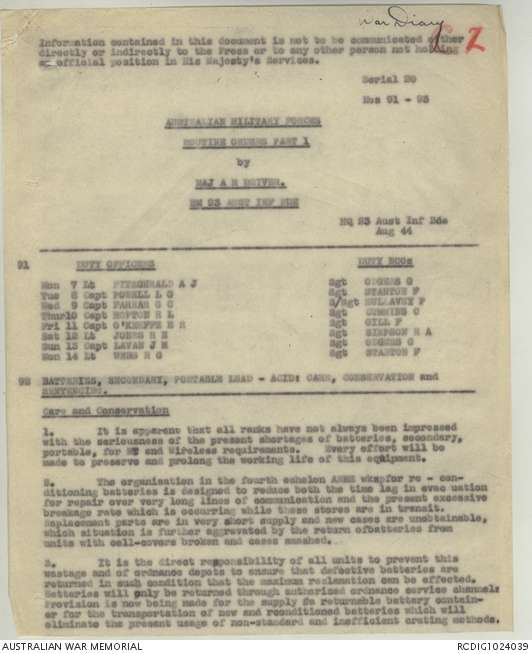 War Diary
2
Information contained in this document is not to be communicated either
directly or indirectly to the Press or to any other person not holding
an official position in His Majesty's Services.
Serial 20
Nos 91 - 93
AUSTRALIAN MILITARY FORCES
ROUTINE ORDERS PART 1
by
MAJ A R DRIVER.
BM 23 AUST INF BDE
HQ 23 Aust Inf Bde
Aug 44
91 DUTY OFFICERS DUTY NCOs
Mon 7 Lt FITZGERALD A J Sgt ODGERS G
Tue 8 Capt POWELL L G Sgt STANTON F
Wed 9 Capt FARRAR C C S/Sgt MULLAVEY F
Thur10 Capt HOPTON R L Sgt CUMMING C
Fri 11 Capt O'KEEFFE E R Sgt GILL F
Sat 12 Lt JONES R H Sgt SIMPSON R A
Sun 13 Capt LAVAN J H Sgt ODGERS G
Mon 14 Lt WEBB R G Sgt STANTON F
92 BATTERIES, SECONDARY, PORTABLE LEAD - ACID: CARE, CONSERVATION and
Care and Conservation
1. It is apparent that all ranks have not always been impressed
with the seriousness of the present shortages of batteries, secondary,
portable, for MT and Wireless requirements. Every effort will be
made to preserve and prolong the working life of this equipment.
2. The organisation in the fourth echelon AEME wkspfor re - con-
ditioning batteries is designed to reduce both the time lag in evac uation
for repair over very long lines of communication and the present excessive
breakage rate which is occurring while these stores are in transit.
Replacement parts are in very short supply and new cases are unobtainable,
which situation is further aggravated by the return ofbatteries from
units with cell-covers broken and cases smashed.
3. It is the direct responsibility of all units to prevent this
wastage and of ordnance depots to ensure that defective batteries are
returned in such condition that the maximum reclamation can be affected.
Batteries will only be returned through authorised ordnance service channels
Provision is now being made for the supply fa returnable battery contain-
er for the transportation of new and reconditioned batteries which will
eliminate the present usage of non-standard and inefficient crating methods.
AUSTRALIAN WAR MEMORIAL RCDIG1024039